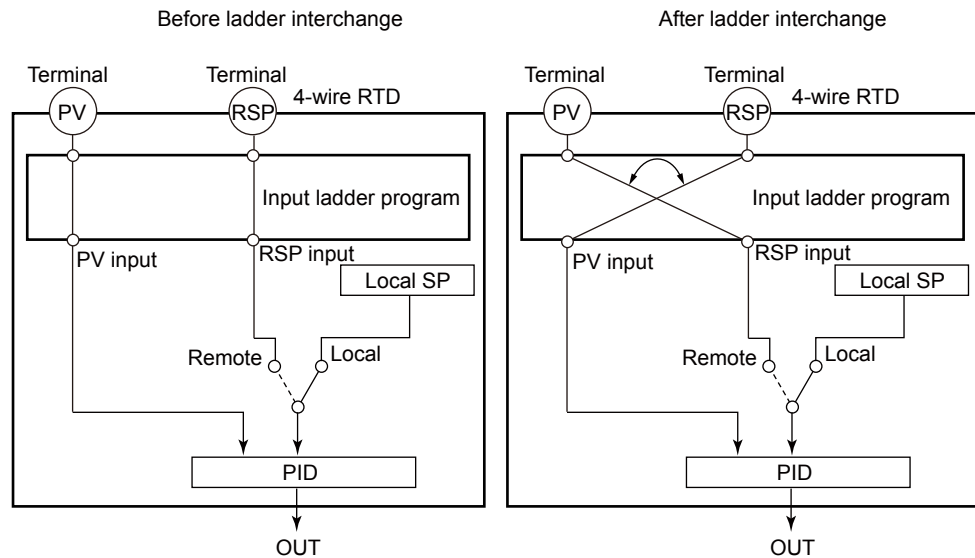 Before ladder interchange
Terminal
Terminal
PV
RSP
4-wire RTD
Input ladder program
PV input
RSP input
Local SP
Remote
Local
PID
OUT
After ladder interchange
Terminal
Terminal
PV
RSP
4-wire RTD
Input ladder program
PV input
RSP input
Local SP
Remote
Local
PID
OUT